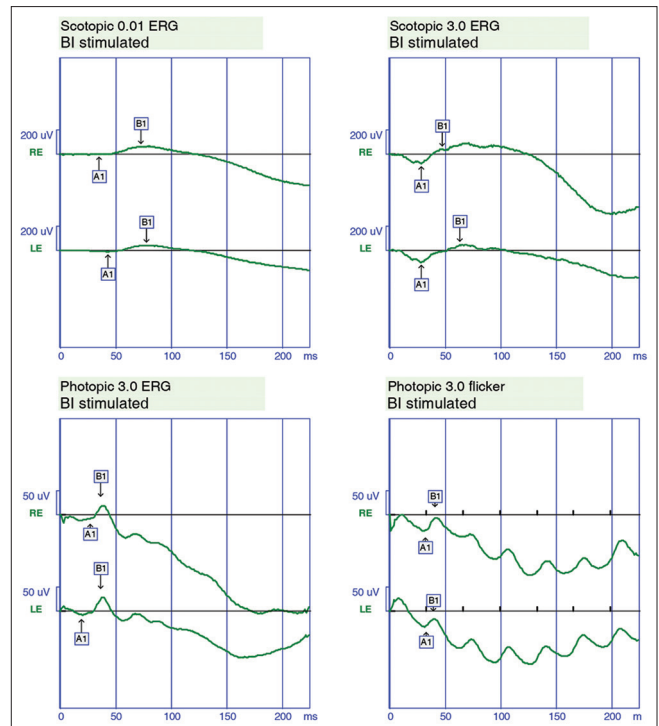 Scotopic 0.01 ERG
BI stimulated
Scotopic 3.0 ERG
BI stimulated
200 uV
RE
B1
A1
200 uV
LE
B1
A1
0 50 100 150 200 ms
200 uV
RE
B1
A1
200 uV
LE
B1
A1
0 50 100 150 200 ms
Photopic 3.0 ERG
BI stimulated
Photopic 3.0 flicker
BI stimulated
50 uV
RE
B1
A1
50 uV
LE
B1
A1
0 50 100 150 200 ms
50 uV
RE
B1
A1
50 uV
LE
B1
A1
0 50 100 150 200 m